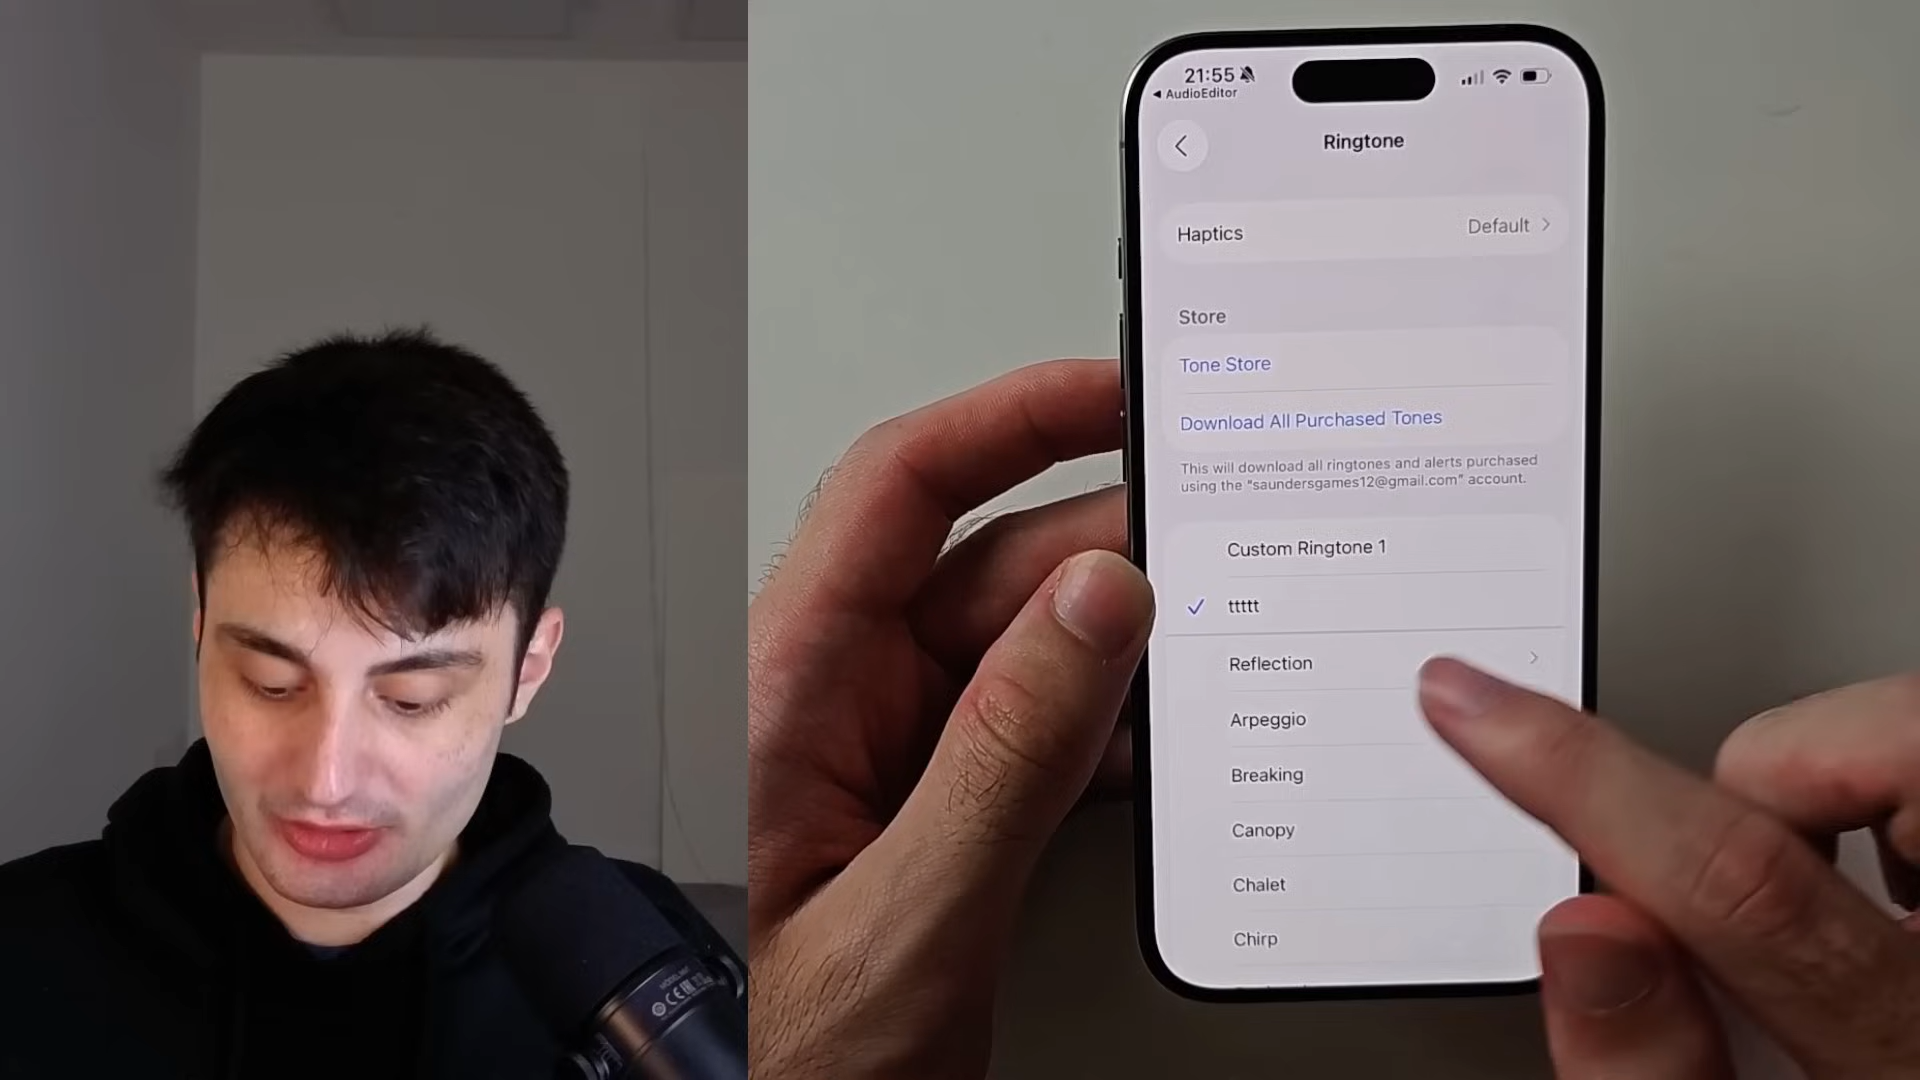 21:55
◀ AudioEditor
Ringtone
Haptics
Default
Store
Tone Store
Download All Purchased Tones
This will download all ringtones and alerts purchased
using the "saundersgames12@gmail.com" account.
Custom Ringtone 1
ttttt
Reflection
Arpeggio
Breaking
Canopy
Chalet
Chirp